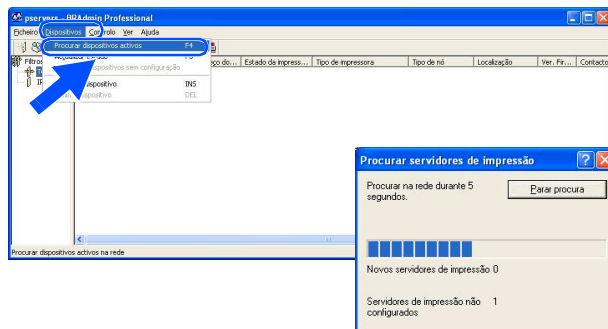 pservers - BRAdmin Professional
Ficheiro Dispositivos Controlo Ver Ajuda
Procurar dispositivos activos F4
F5
Filtros
dispositivos sem configuração
dispositivo INS
dispositivo DEL
Estado da impress... Tipo de impressora Tipo de nó Localização Ver. Fir... Contacto
Procurar dispositivos activos na rede
Procurar servidores de impressão
Procurar na rede durante 5
segundos.
Parar procura
Novos servidores de impressão 0
Servidores de impressão não 1
configurados